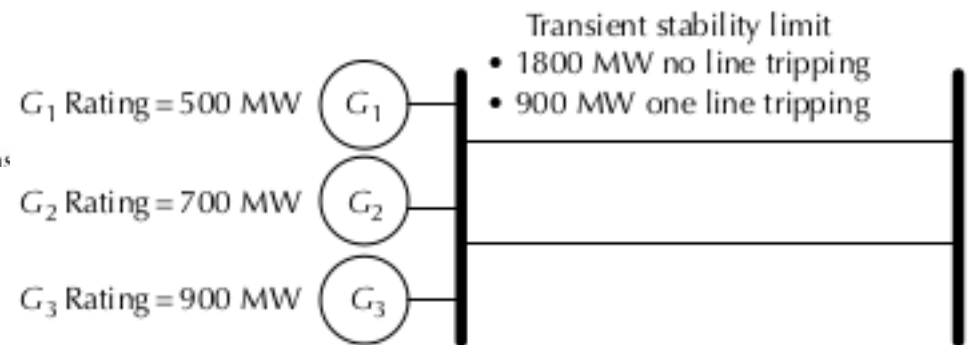 Transient stability limit
• 1800 MW no line tripping
• 900 MW one line tripping
G₁ Rating = 500 MW
G₁
G₂ Rating = 700 MW
G₂
G₃ Rating = 900 MW
G₃